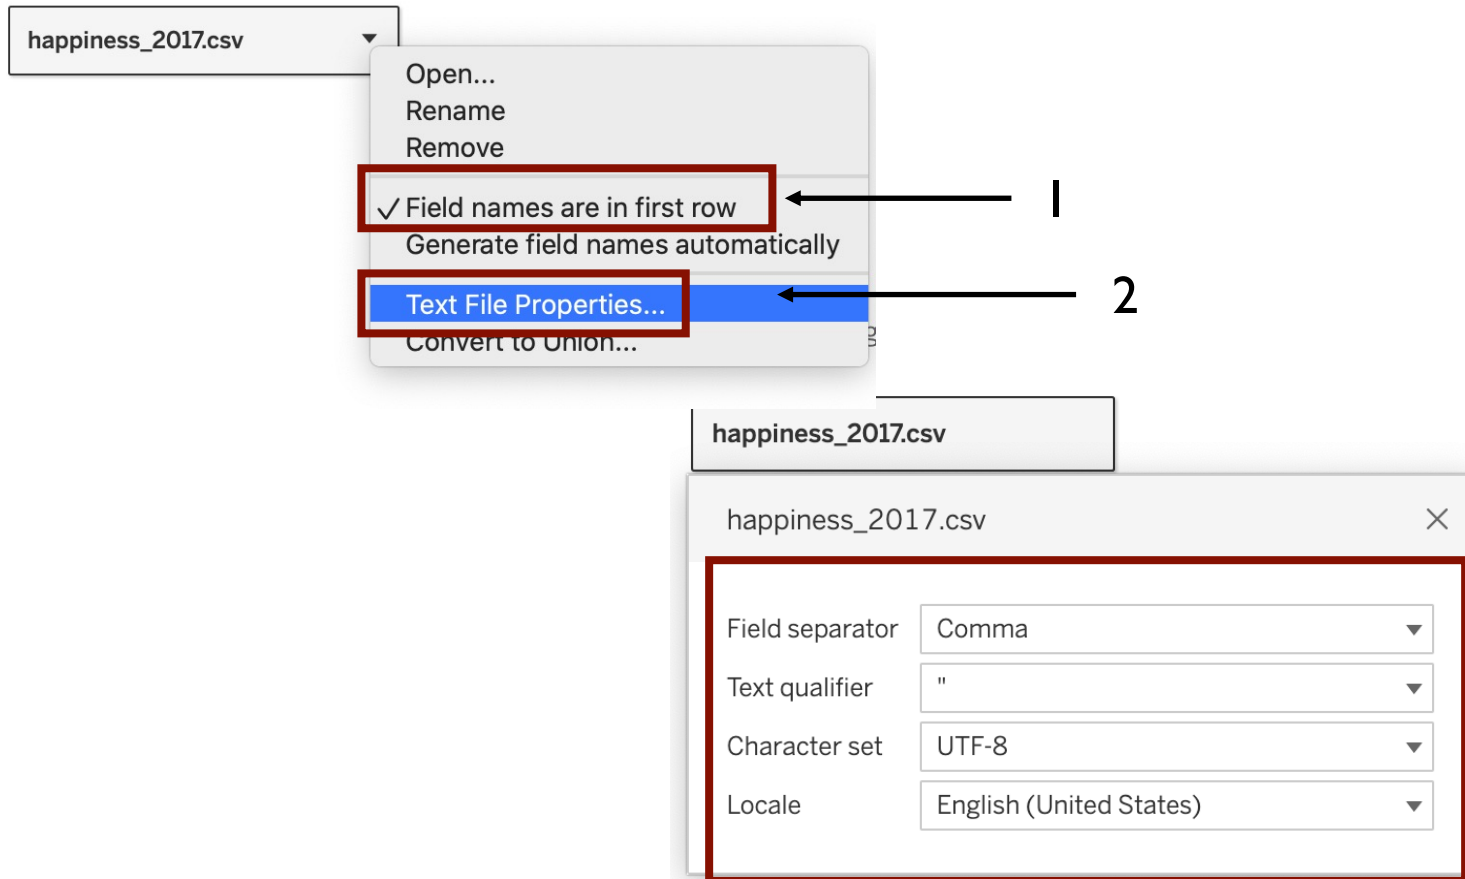 happiness_2017.csv
Open...
Rename
Remove
✓ Field names are in first row
1
Generate field names automatically
Text File Properties...
2
Convert to Union...
g
happiness_2017.csv
happiness_2017.csv
Field separator Comma
Text qualifier "
Character set UTF-8
Locale English (United States)